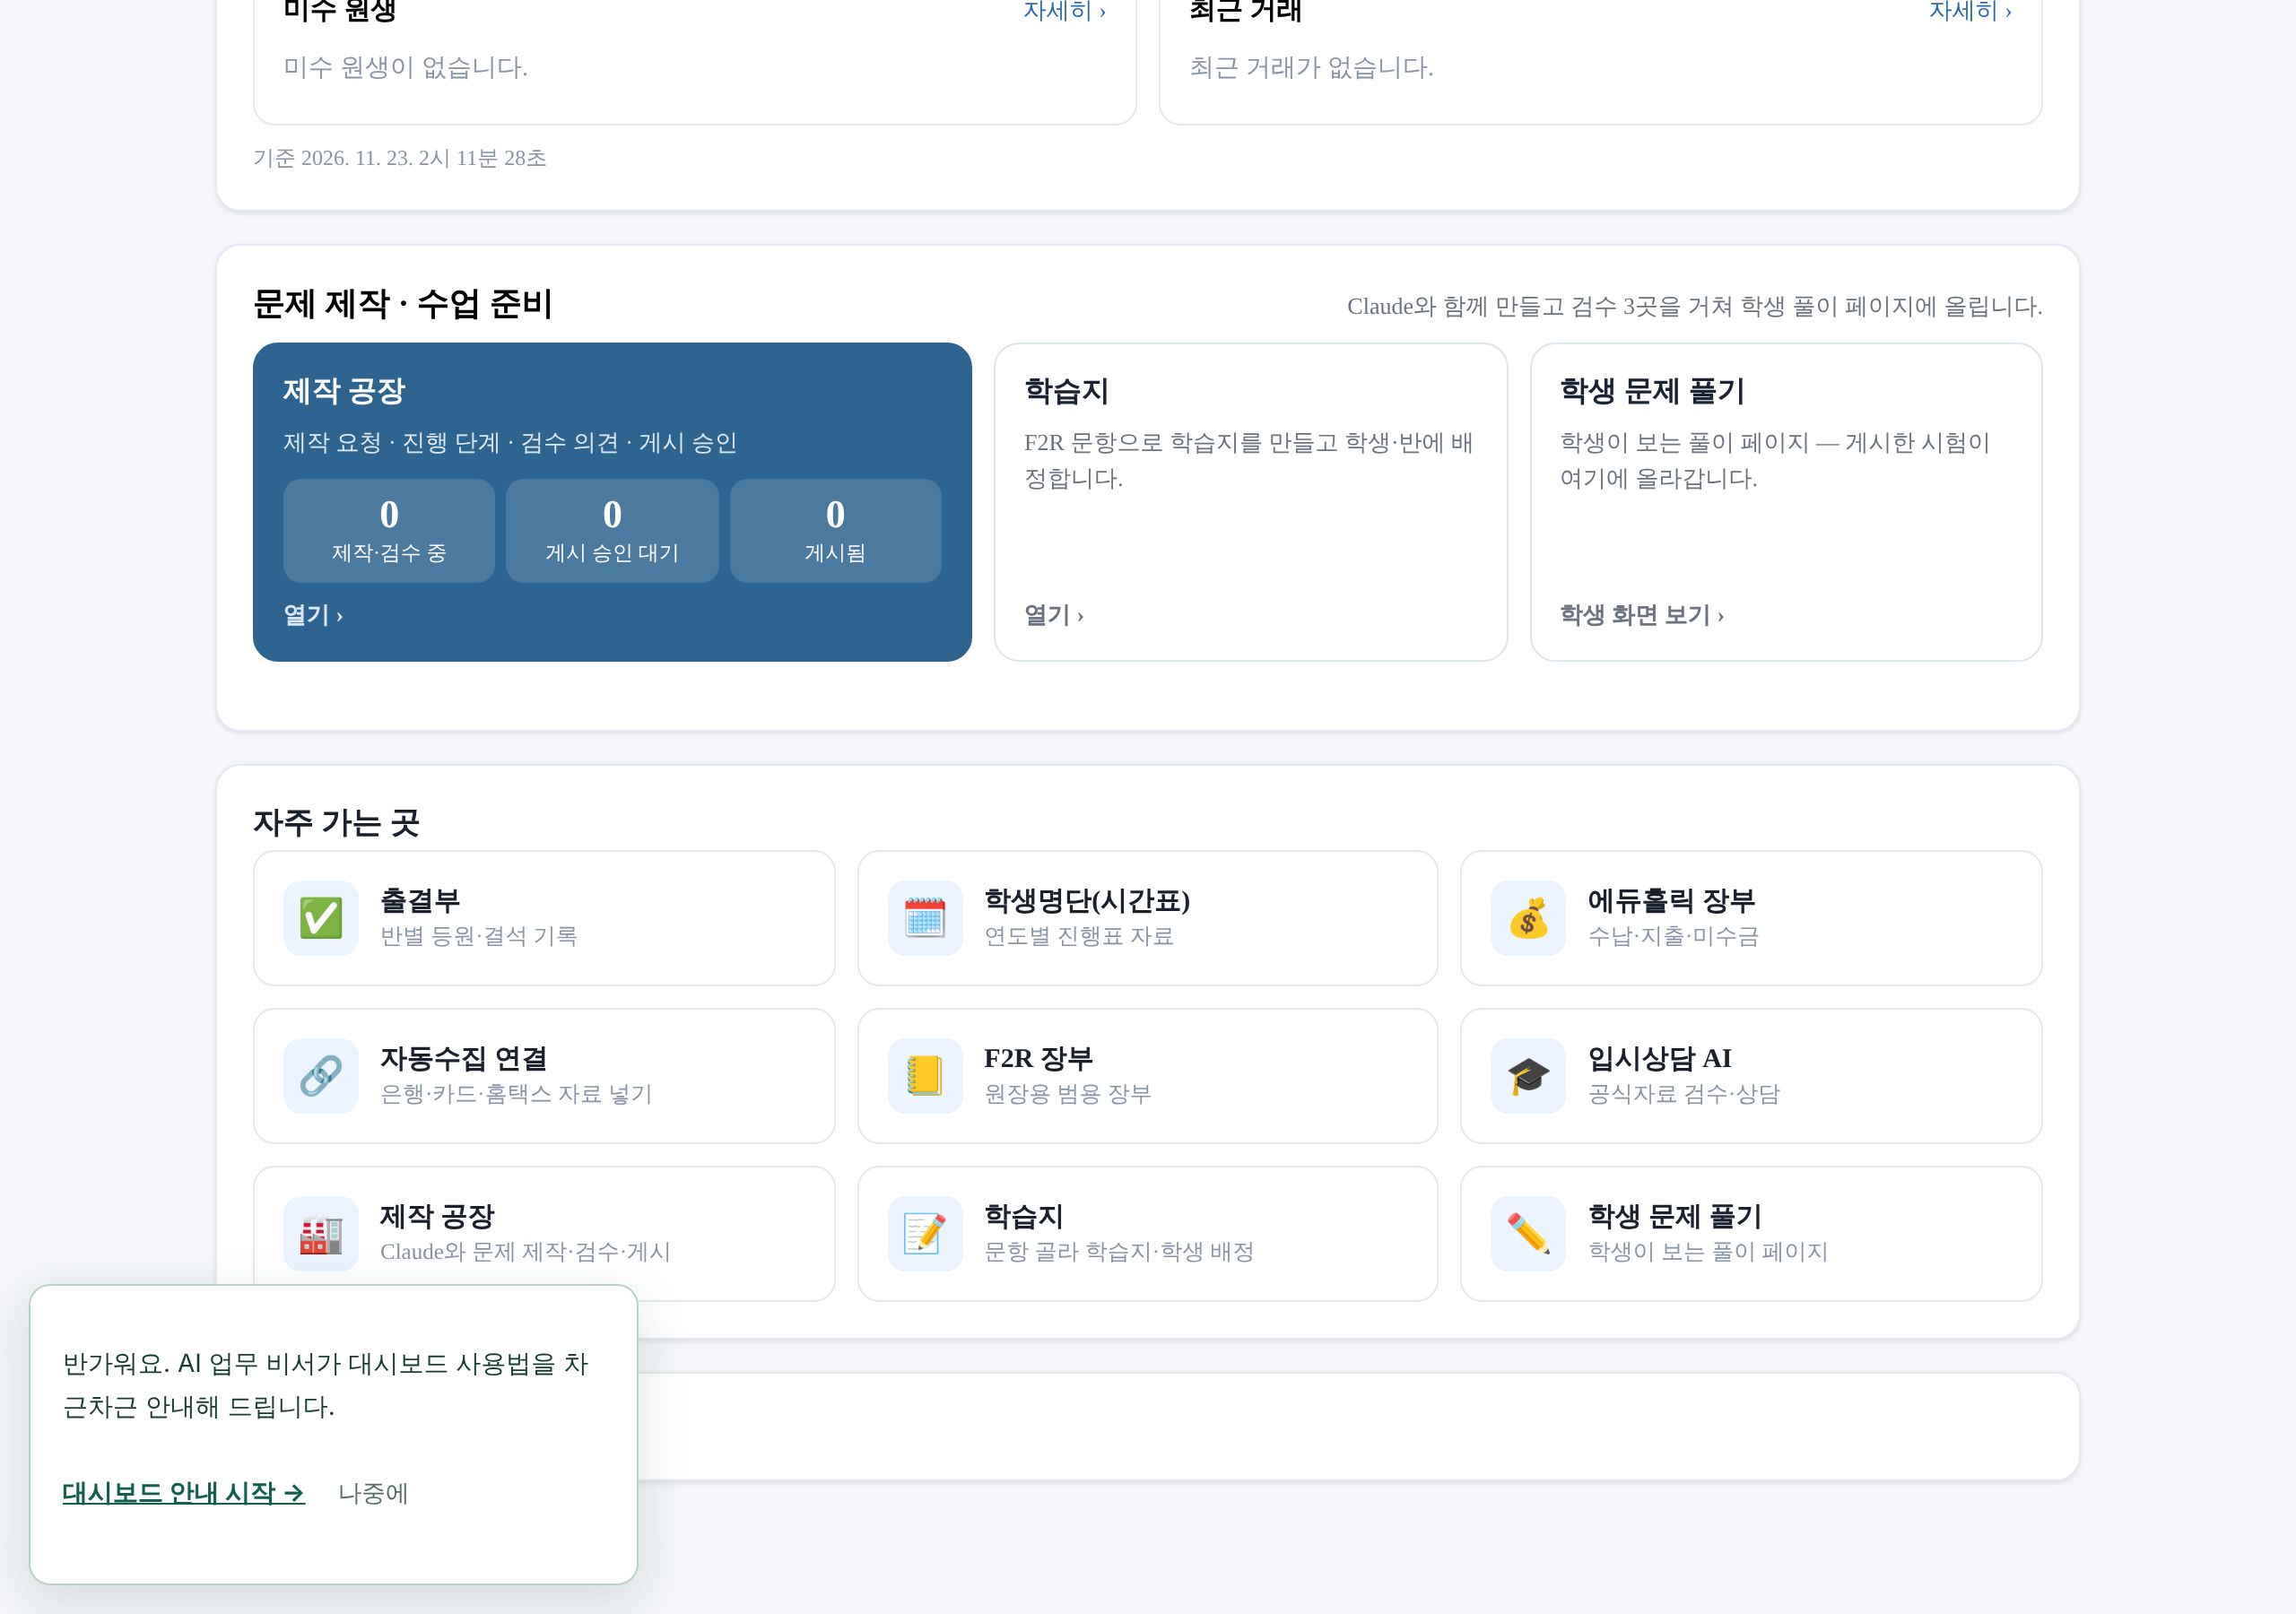 미수 원생
자세히 ›
미수 원생이 없습니다.
최근 거래
자세히 ›
최근 거래가 없습니다.
기준 2026. 11. 23. 2시 11분 28초
문제 제작 · 수업 준비
Claude와 함께 만들고 검수 3곳을 거쳐 학생 풀이 페이지에 올립니다.
제작 공장
제작 요청 · 진행 단계 · 검수 의견 · 게시 승인
0
제작·검수 중
0
게시 승인 대기
0
게시됨
열기 ›
학습지
F2R 문항으로 학습지를 만들고 학생·반에 배
정합니다.
열기 ›
학생 문제 풀기
학생이 보는 풀이 페이지 — 게시한 시험이
여기에 올라갑니다.
학생 화면 보기 ›
자주 가는 곳
출결부
반별 등원·결석 기록
학생명단(시간표)
연도별 진행표 자료
에듀홀릭 장부
수납·지출·미수금
자동수집 연결
은행·카드·홈택스 자료 넣기
F2R 장부
원장용 범용 장부
입시상담 AI
공식자료 검수·상담
제작 공장
Claude와 문제 제작·검수·게시
학습지
문항 골라 학습지·학생 배정
학생 문제 풀기
학생이 보는 풀이 페이지
반가워요. AI 업무 비서가 대시보드 사용법을 차
근차근 안내해 드립니다.
대시보드 안내 시작 →
나중에